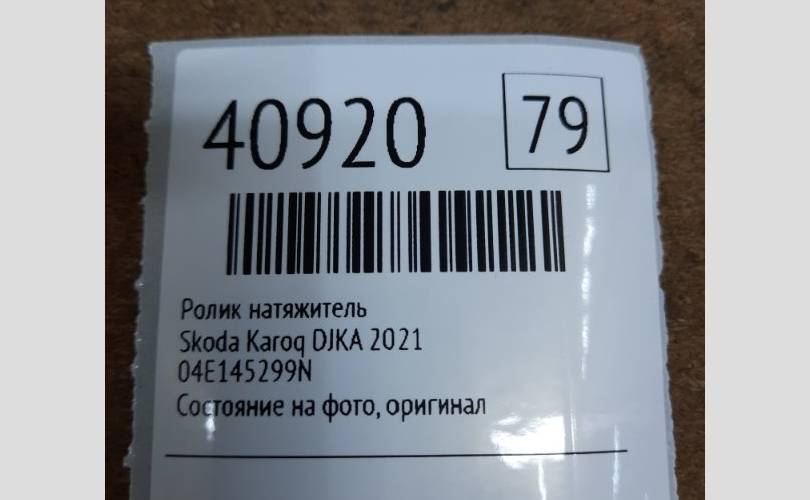 40920
79
Ролик натяжитель
Skoda Karoq DJKA 2021
04E145299N
Состояние на фото, оригинал